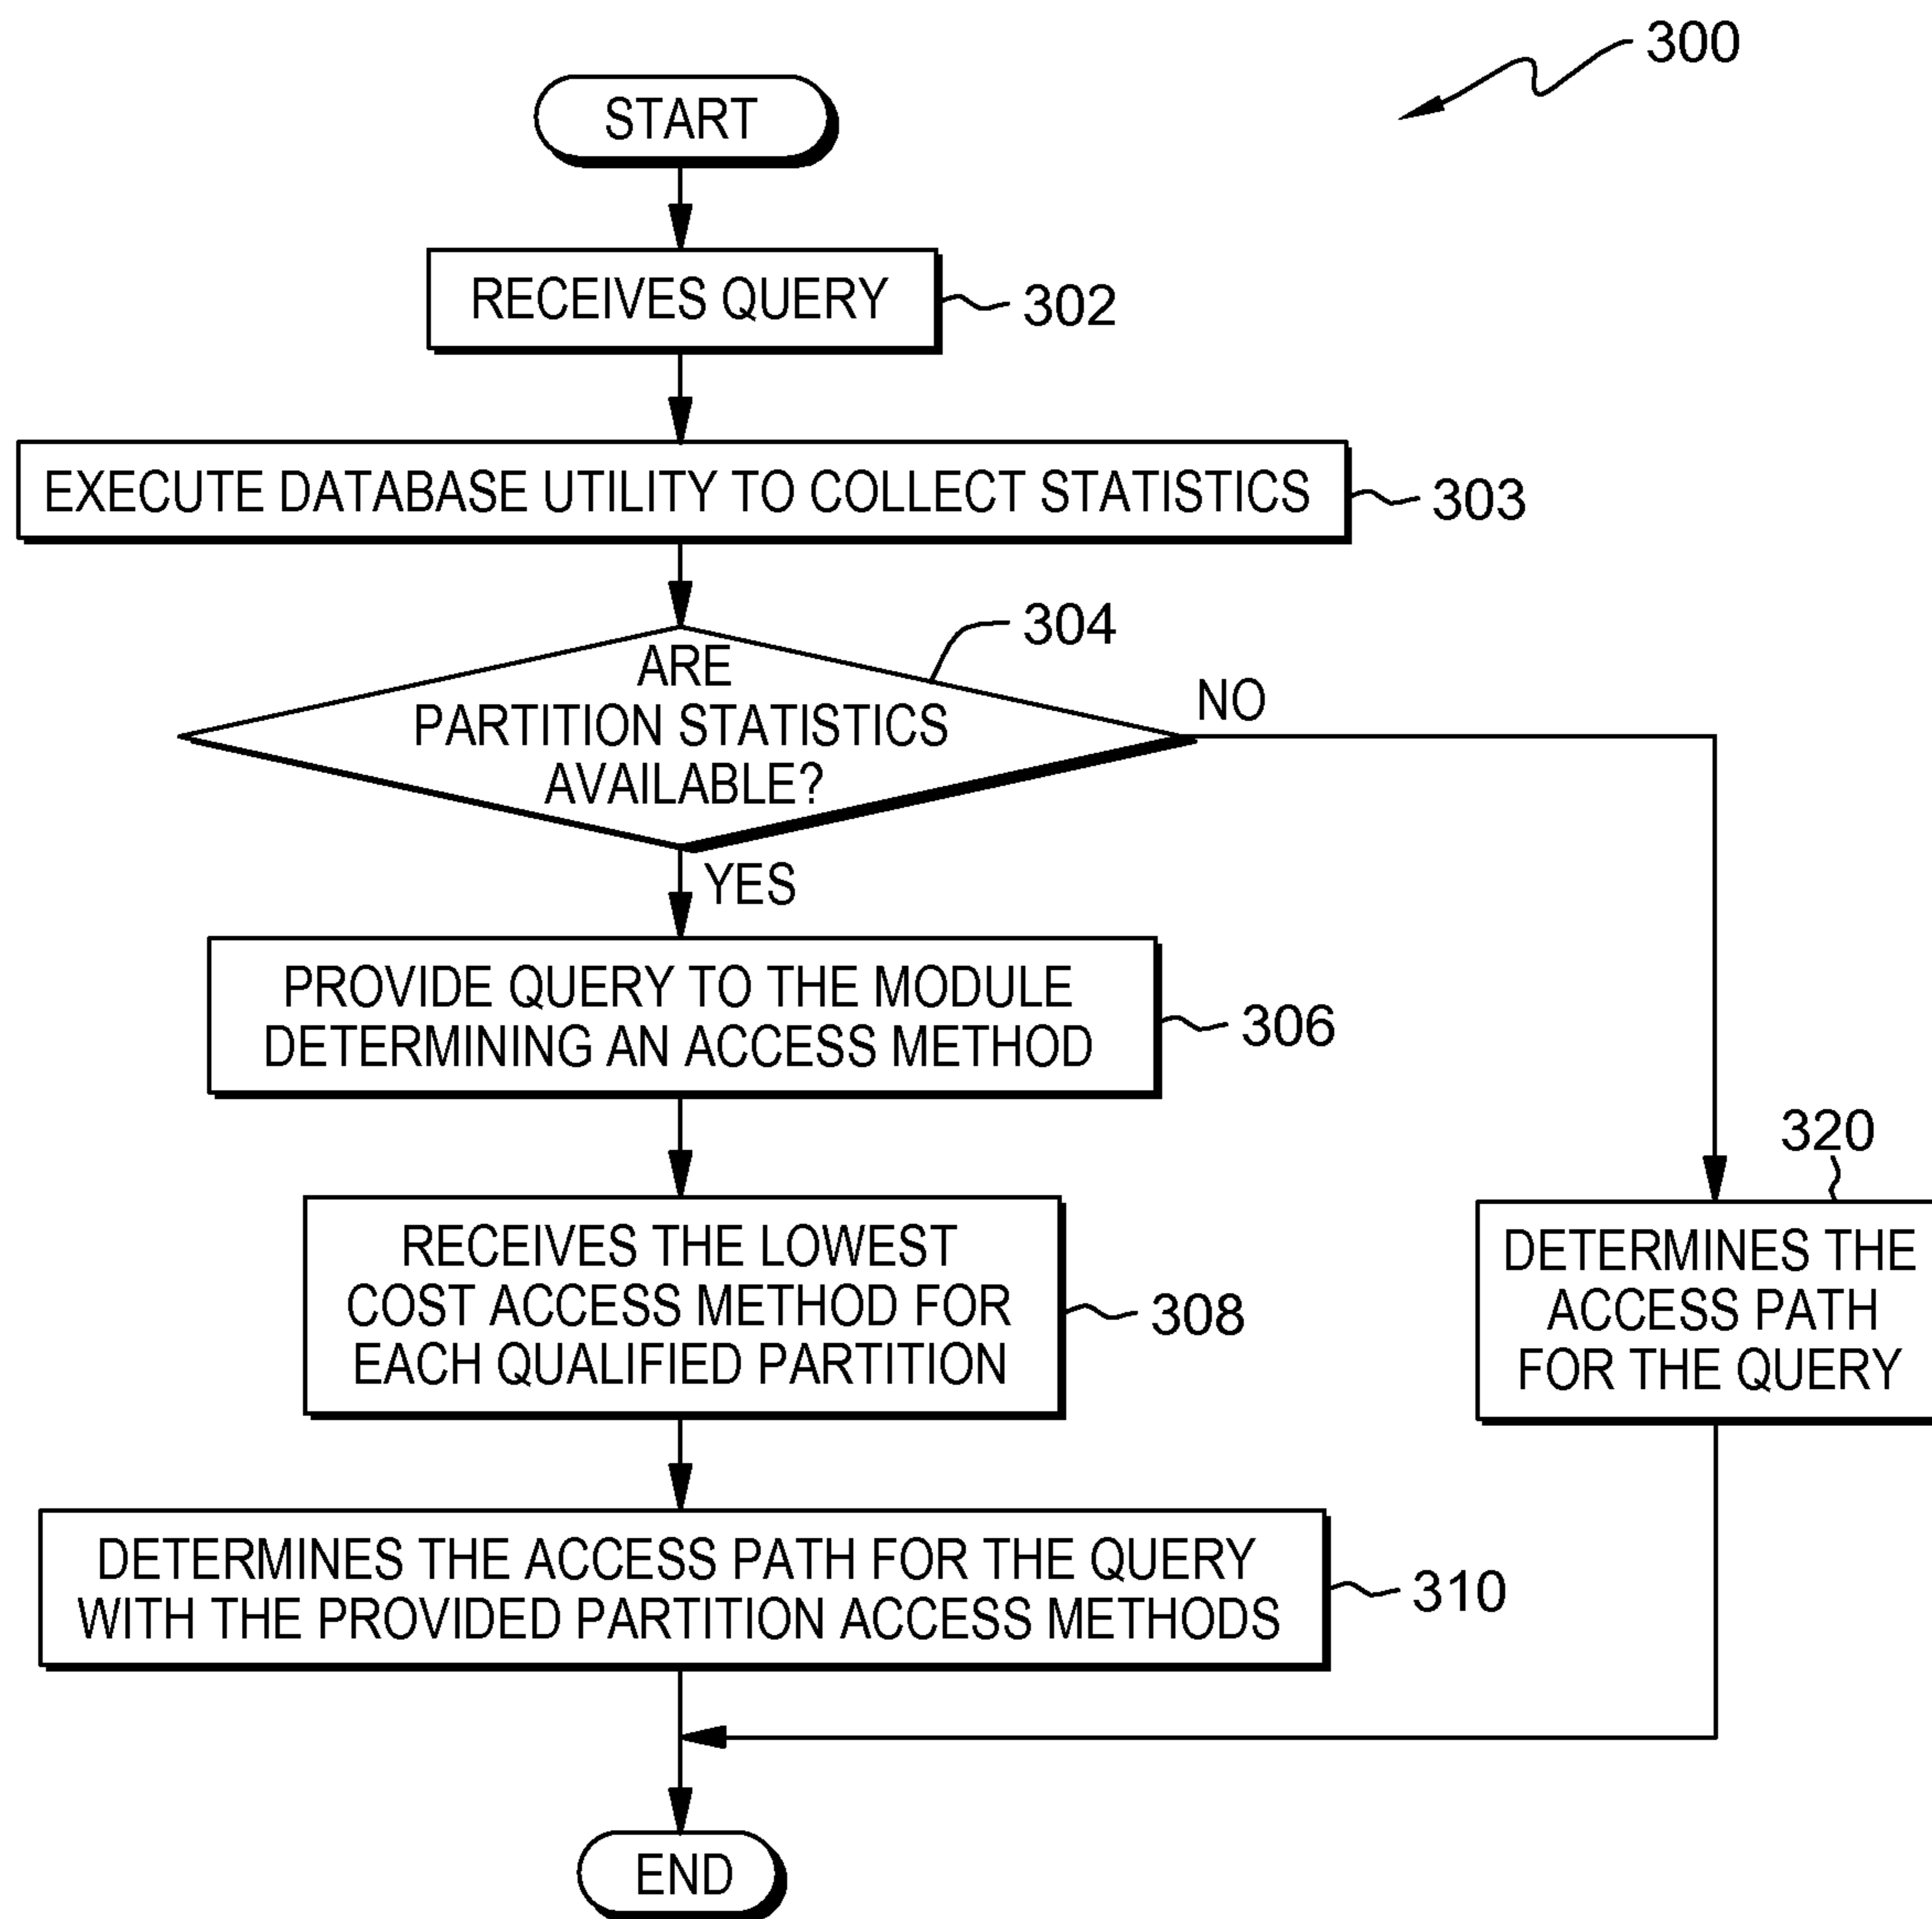 300
START
RECEIVES QUERY
302
EXECUTE DATABASE UTILITY TO COLLECT STATISTICS
303
304
ARE
PARTITION STATISTICS
AVAILABLE?
NO
YES
PROVIDE QUERY TO THE MODULE
DETERMINING AN ACCESS METHOD
306
RECEIVES THE LOWEST
COST ACCESS METHOD FOR
EACH QUALIFIED PARTITION
308
320
DETERMINES THE
ACCESS PATH
FOR THE QUERY
DETERMINES THE ACCESS PATH FOR THE QUERY
WITH THE PROVIDED PARTITION ACCESS METHODS
310
END